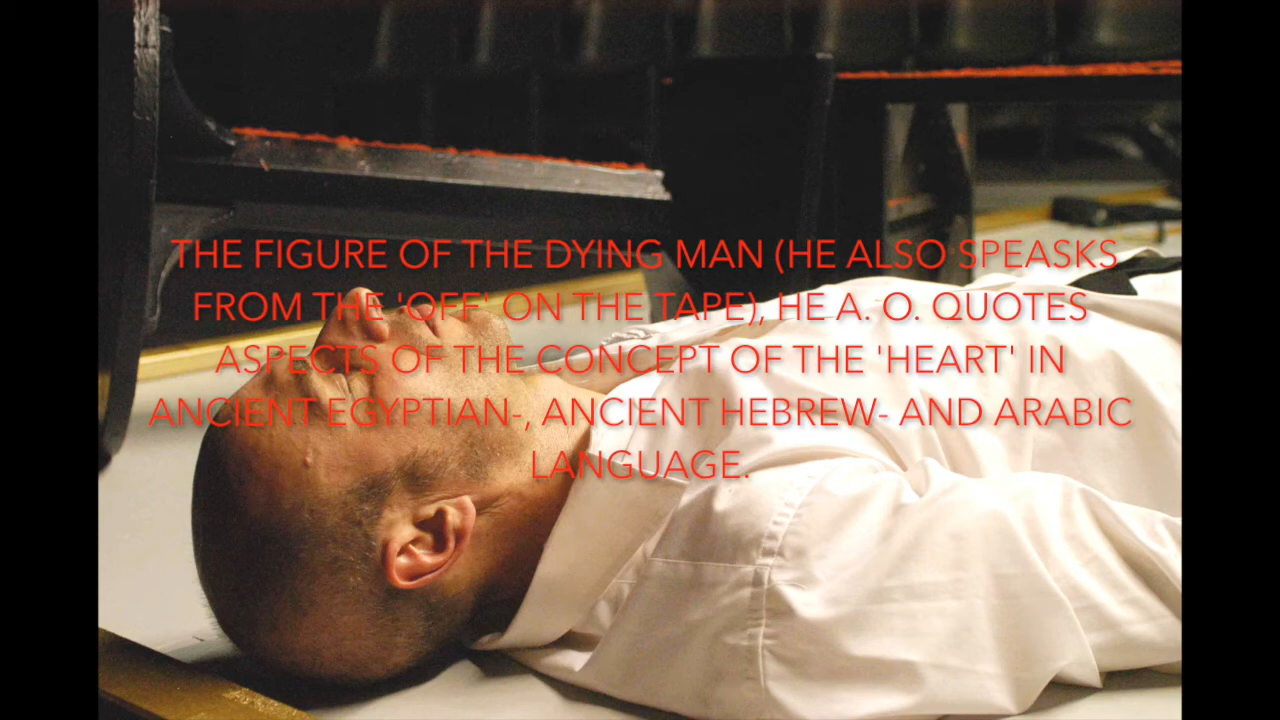 THE FIGURE OF THE DYING MAN (HE ALSO SPEASKS
FROM THE 'OFF' ON THE TAPE), HE A. O. QUOTES
ASPECTS OF THE CONCEPT OF THE 'HEART' IN
ANCIENT EGYPTIAN-, ANCIENT HEBREW- AND ARABIC
LANGUAGE.